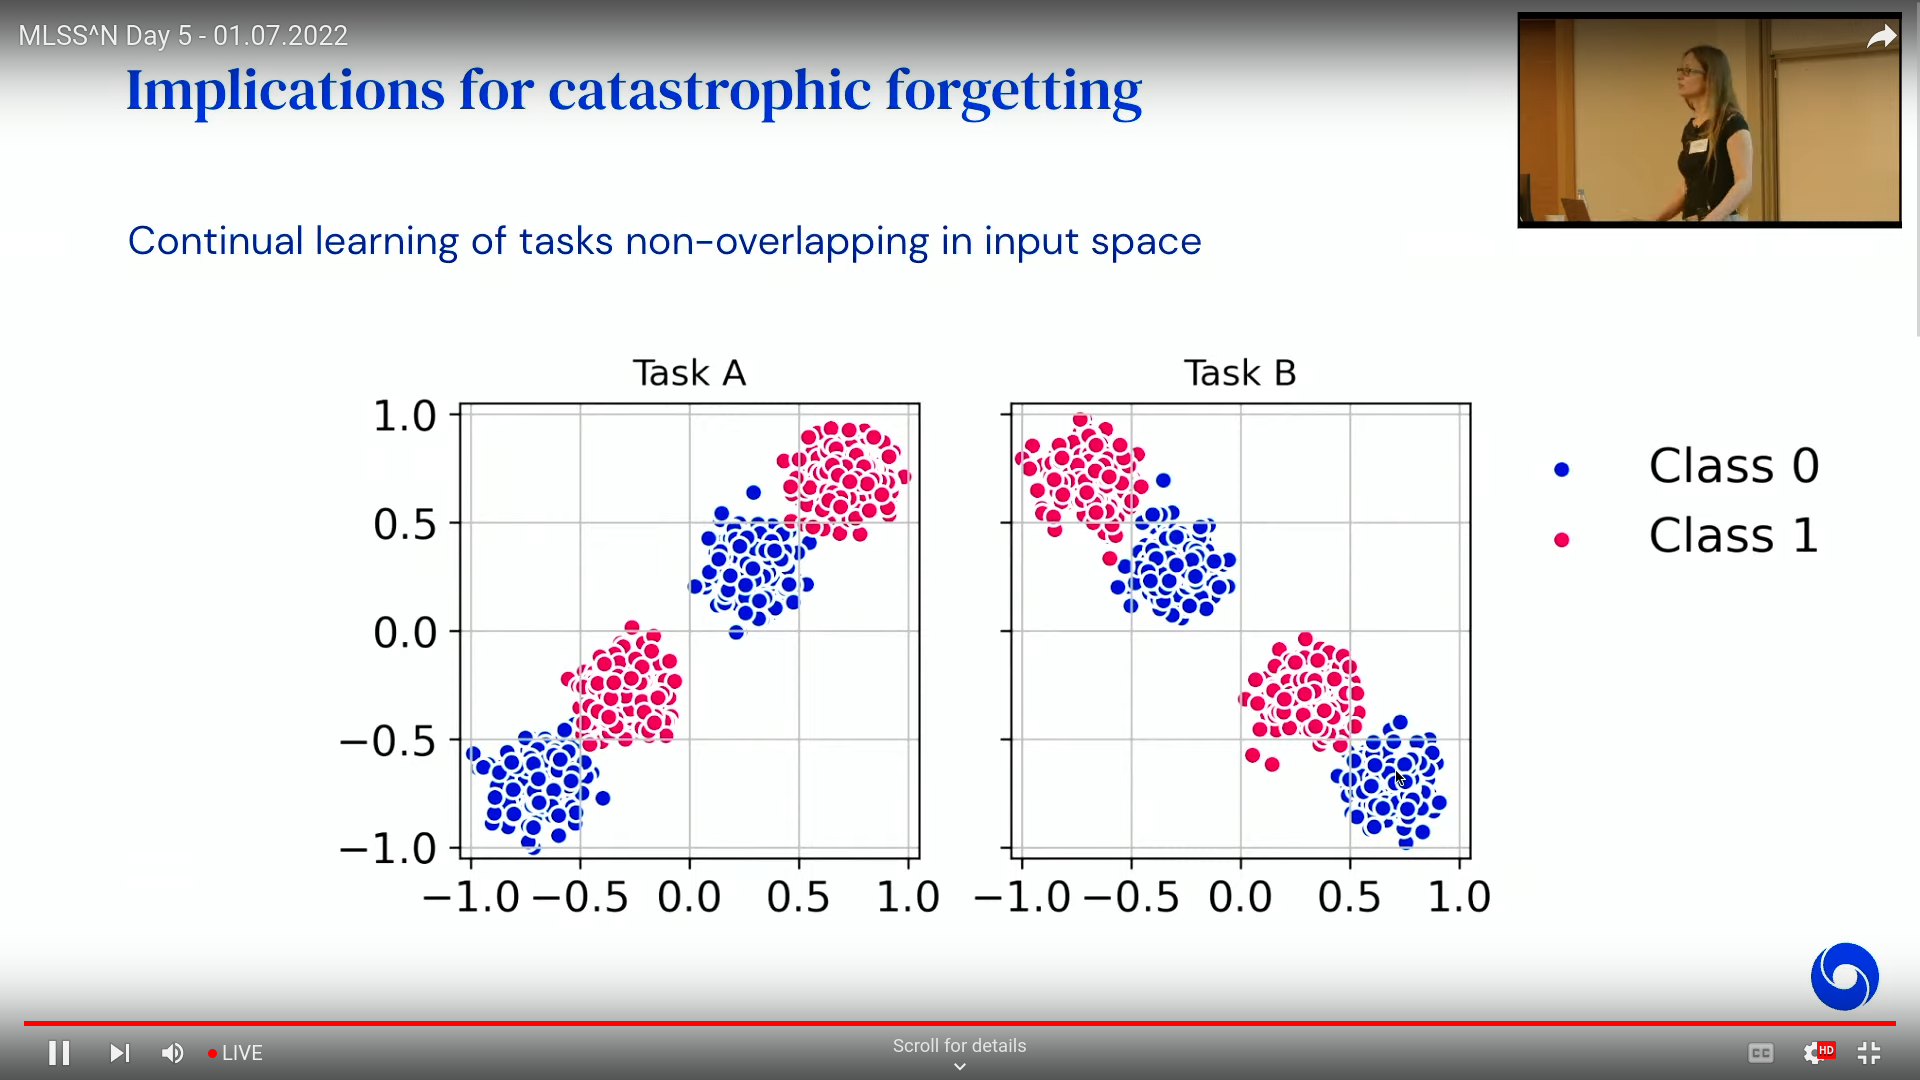 MLSS^N Day 5 - 01.07.2022
Implications for catastrophic forgetting
Continual learning of tasks non-overlapping in input space
Task A
Task B
1.0
0.5
0.0
−0.5
−1.0
−1.0 −0.5 0.0 0.5 1.0
−1.0 −0.5 0.0 0.5 1.0
Class 0
Class 1
LIVE
Scroll for details
CC
HD